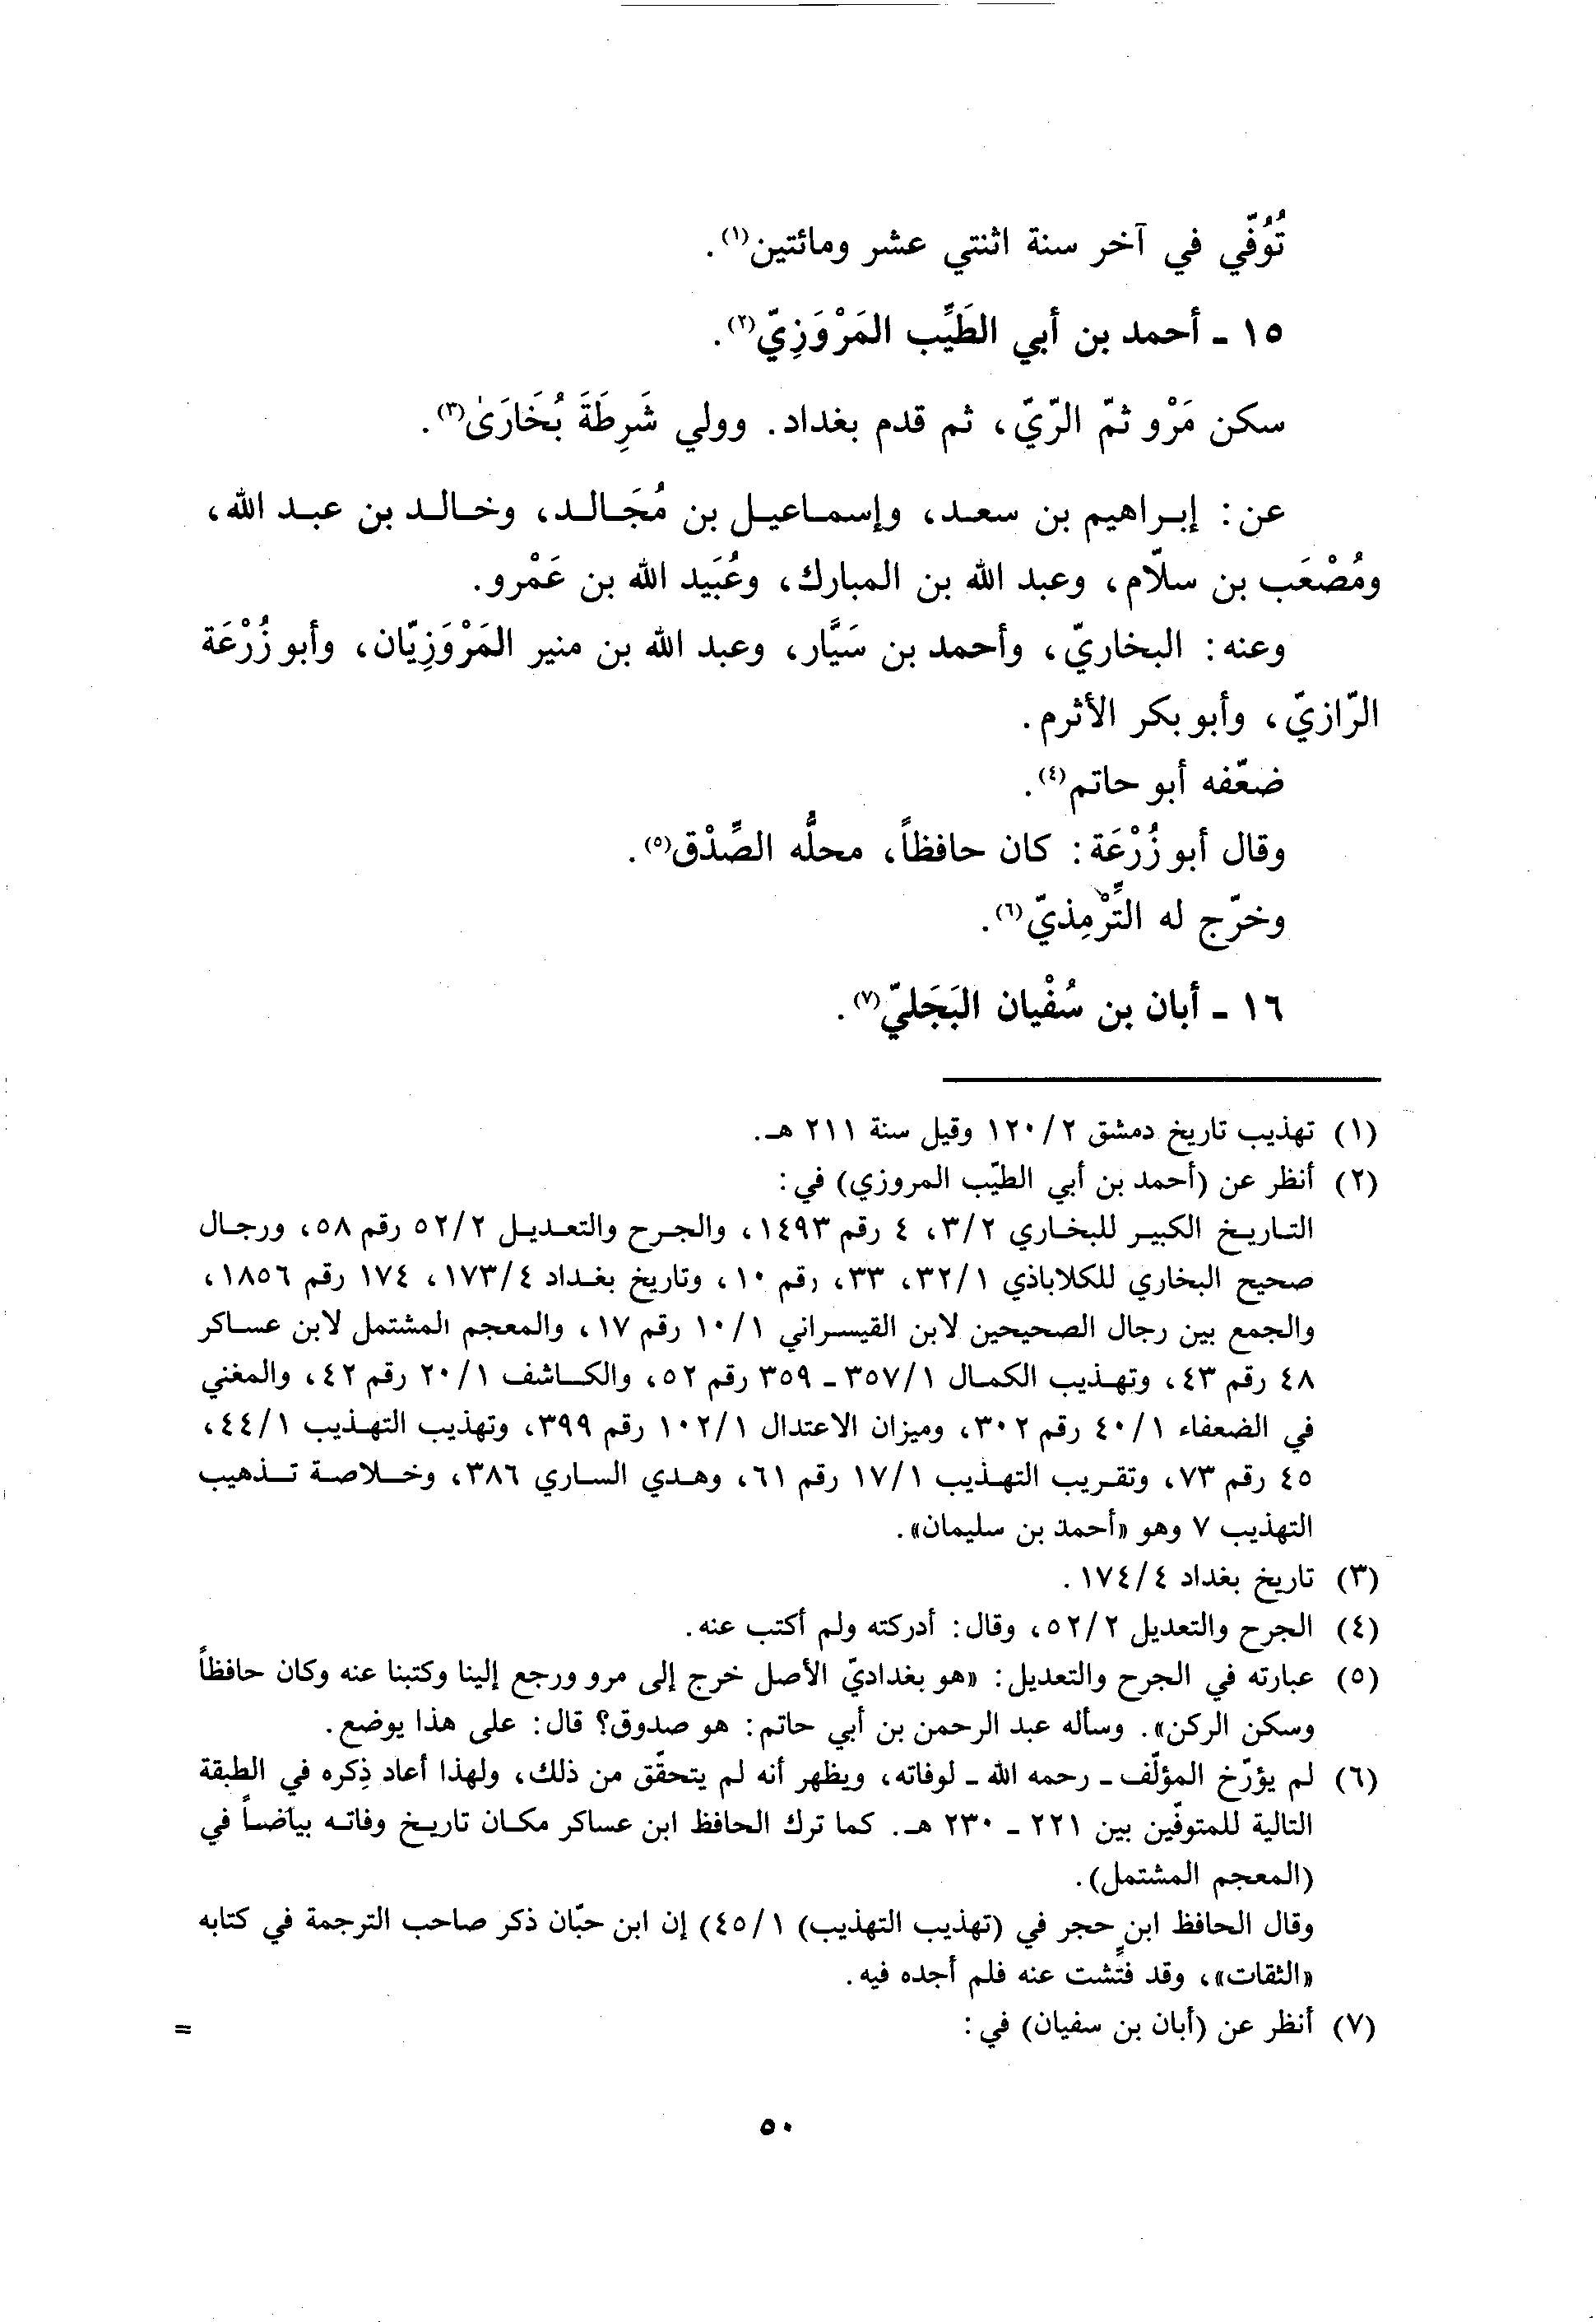 تُوُفّي في آخر سنة اثنتي عشر ومائتين(١).
١٥ - أحمد بن أبي الطَيِّب المَرْوَزِيّ(٢).
سكن مَرْو ثمّ الرّيّ، ثم قدم بغداد. وولي شَرِطَةَ بُخَارَىٰ(٣).
عن: إبراهيم بن سعد، وإسماعيل بن مُجَالد، وخالد بن عبد الله،
ومُصْعَب بن سلّام، وعبد الله بن المبارك، وعُبَيد الله بن عَمْرو.
وعنه: البخاريّ، وأحمد بن سَيَّار، وعبد الله بن منير المَرْوَزِيّان، وأبو زُرْعَة
الرّازيّ، وأبو بكر الأثرم.
ضعّفه أبو حاتم(٤).
وقال أبو زُرْعَة: كان حافظاً، محلُّه الصِّدْق(٥).
وخرّج له التِّرْمِذيّ(٦).
١٦ - أبان بن سُفْيان البَجَليّ(٧).
(١) تهذيب تاريخ دمشق ١٢٠/٢ وقيل سنة ٢١١ هـ.
(٢) أنظر عن (أحمد بن أبي الطيّب المروزي) في:
التاريخ الكبير للبخاري ٣/٢، ٤ رقم ١٤٩٣، والجرح والتعديل ٥٢/٢ رقم ٥٨، ورجال
صحيح البخاري للكلاباذي ٣٢/١، ٣٣، رقم ١٠، وتاريخ بغداد ١٧٣/٤، ١٧٤ رقم ١٨٥٦،
والجمع بين رجال الصحيحين لابن القيسراني ١٠/١ رقم ١٧، والمعجم المشتمل لابن عساكر
٤٨ رقم ٤٣، وتهذيب الكمال ٣٥٧/١ - ٣٥٩ رقم ٥٢، والكاشف ٢٠/١ رقم ٤٢، والمغني
في الضعفاء ٤٠/١ رقم ٣٠٢، وميزان الاعتدال ١٠٢/١ رقم ٣٩٩، وتهذيب التهذيب ٤٤/١،
٤٥ رقم ٧٣، وتقريب التهذيب ١٧/١ رقم ٦١، وهدي الساري ٣٨٦، وخلاصة تذهيب
التهذيب ٧ وهو «أحمد بن سليمان».
(٣) تاريخ بغداد ١٧٤/٤.
(٤) الجرح والتعديل ٥٢/٢، وقال: أدركته ولم أكتب عنه.
(٥) عبارته في الجرح والتعديل: «هو بغداديّ الأصل خرج إلى مرو ورجع إلينا وكتبنا عنه وكان حافظاً
وسكن الركن». وسأله عبد الرحمن بن أبي حاتم: هو صدوق؟ قال: على هذا يوضع.
(٦) لم يؤرّخ المؤلّف - رحمه الله - لوفاته، ويظهر أنه لم يتحقّق من ذلك، ولهذا أعاد ذِكره في الطبقة
التالية للمتوفّين بين ٢٢١ - ٢٣٠ هـ. كما ترك الحافظ ابن عساكر مكان تاريخ وفاته بياضاً في
(المعجم المشتمل).
وقال الحافظ ابن حجر في (تهذيب التهذيب) ٤٥/١) إن ابن حبّان ذكر صاحب الترجمة في كتابه
«الثقات»، وقد فتّشت عنه فلم أجده فيه.
(٧) أنظر عن (أبان بن سفيان) في: =
٥٠